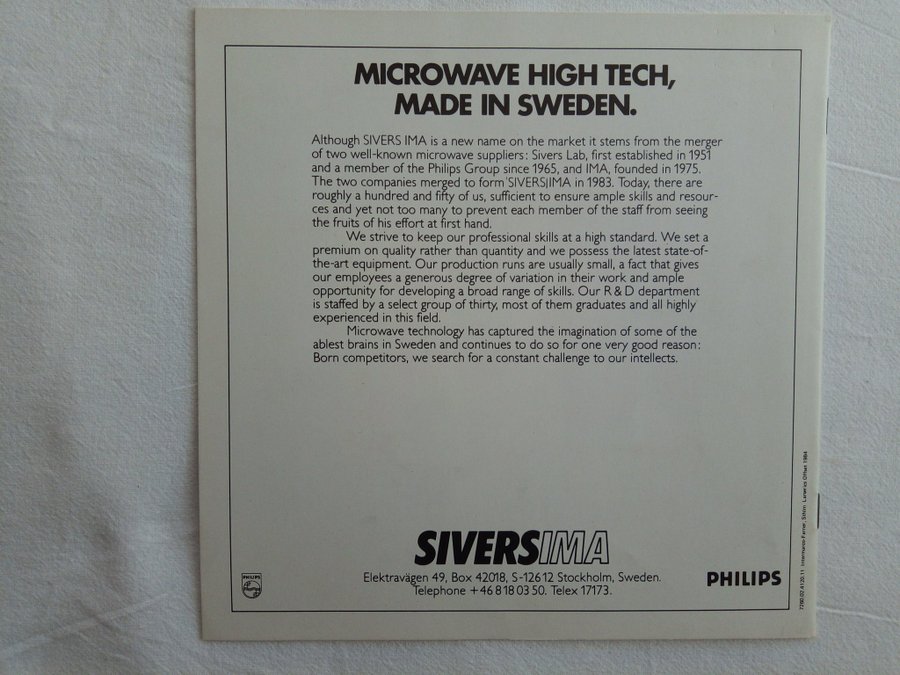 MICROWAVE HIGH TECH,
MADE IN SWEDEN.
Although SIVERS IMA is a new name on the market it stems from the merger
of two well-known microwave suppliers: Sivers Lab, first established in 1951
and a member of the Philips Group since 1965, and IMA, founded in 1975.
The two companies merged to form SIVERS IMA in 1983. Today, there are
roughly a hundred and fifty of us, sufficient to ensure ample skills and resour-
ces and yet not too many to prevent each member of the staff from seeing
the fruits of his effort at first hand.
We strive to keep our professional skills at a high standard. We set a
premium on quality rather than quantity and we possess the latest state-of-
the-art equipment. Our production runs are usually small, a fact that gives
our employees a generous degree of variation in their work and ample
opportunity for developing a broad range of skills. Our R & D department
is staffed by a select group of thirty, most of them graduates and all highly
experienced in this field.
Microwave technology has captured the imagination of some of the
ablest brains in Sweden and continues to do so for one very good reason:
Born competitors, we search for a constant challenge to our intellects.
SIVERSIMA
Elektravägen 49, Box 42018, S-126 12 Stockholm, Sweden.
Telephone +46 8 18 03 50. Telex 17173.
PHILIPS
PHILIPS
7260.02.4120.11 Intermarco-Farner, Sthlm Offset 1984